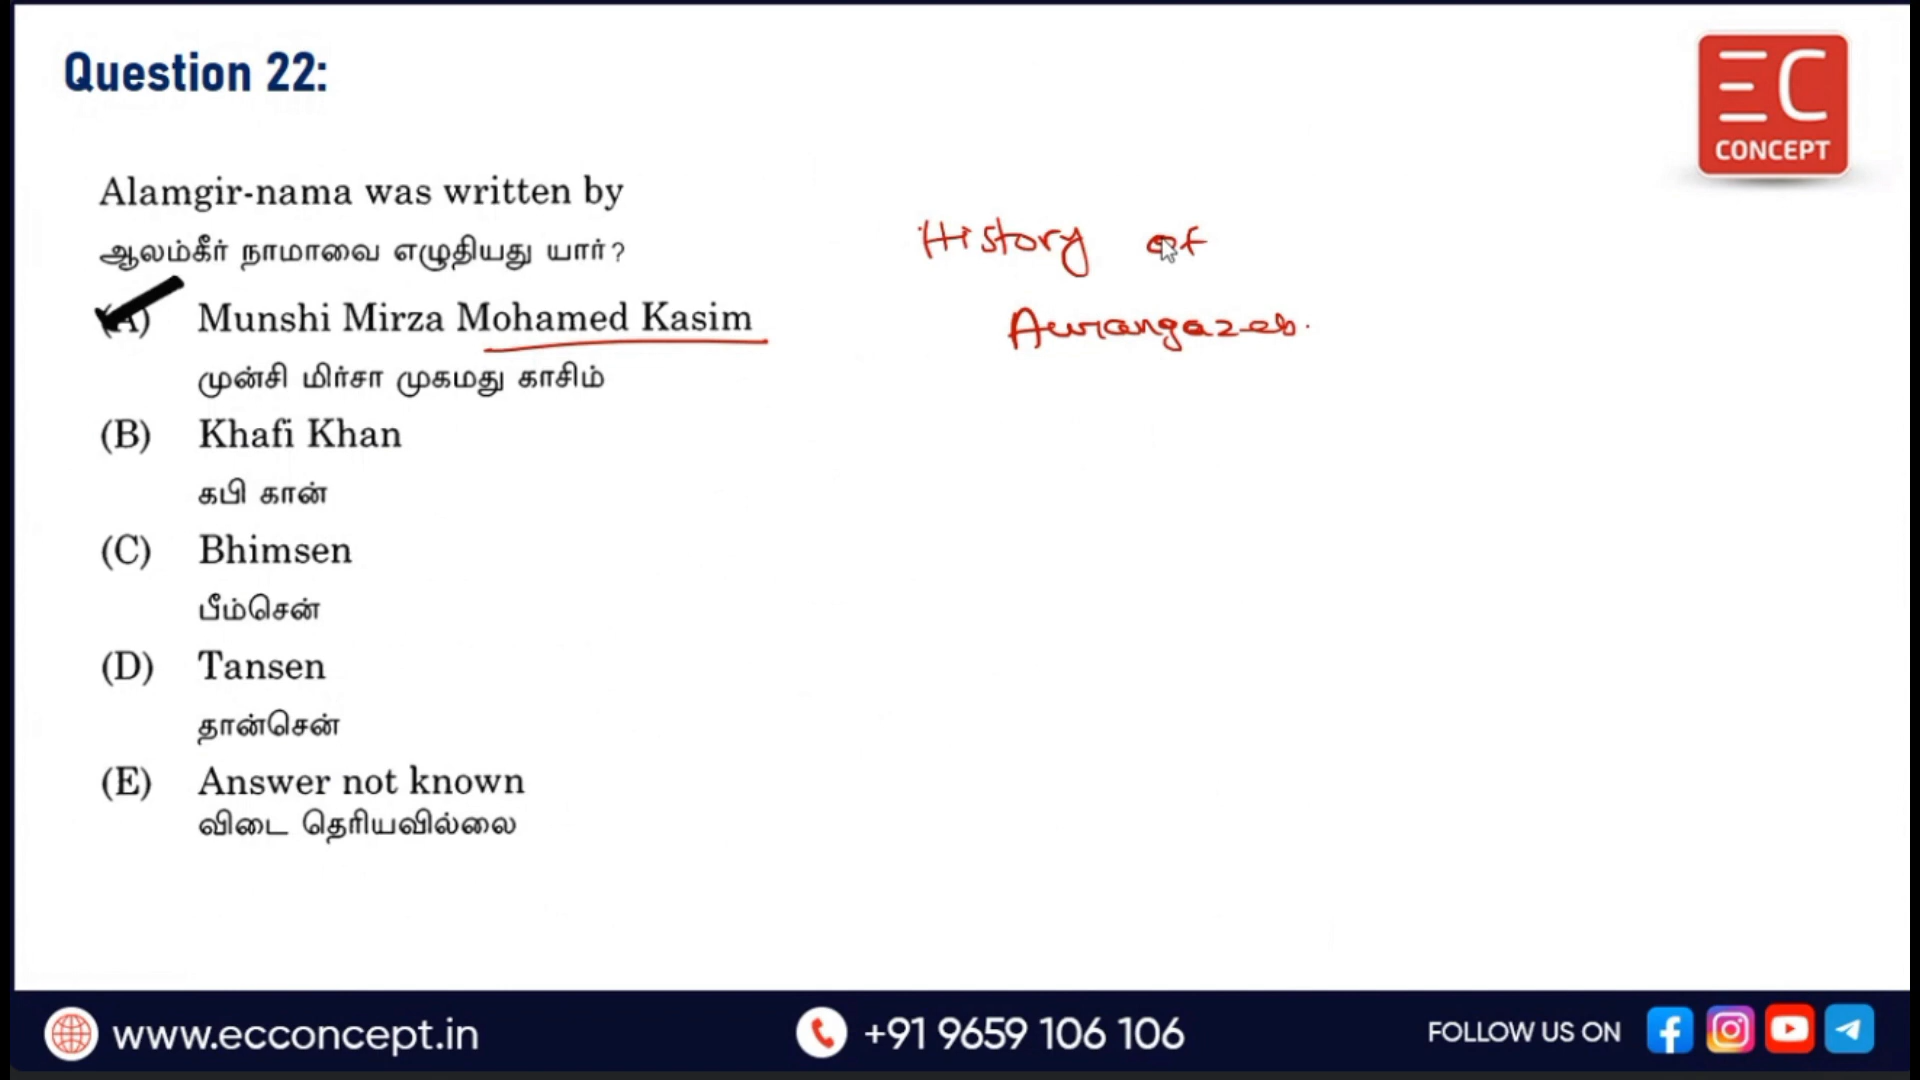 Question 22:
EC
CONCEPT
Alamgir-nama was written by
ஆலம்கீர் நாமாவை எழுதியது யார்?
History of
Aurangazeb.
(A) Munshi Mirza Mohamed Kasim
முன்சி மிர்சா முகமது காசிம்
(B) Khafi Khan
கபி கான்
(C) Bhimsen
பீம்சென்
(D) Tansen
தான்சென்
(E) Answer not known
விடை தெரியவில்லை
www.ecconcept.in
+91 9659 106 106
FOLLOW US ON